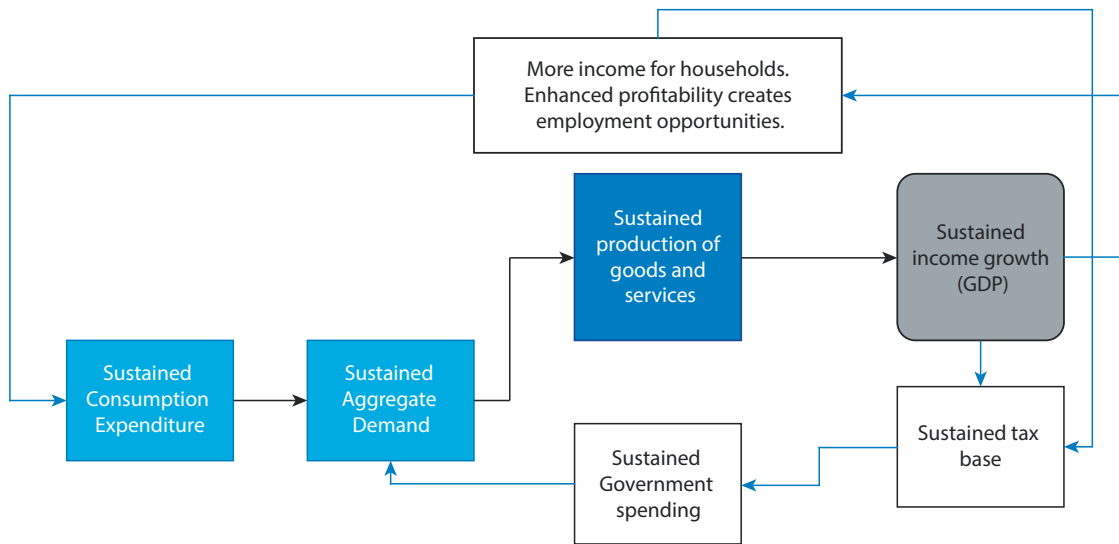 More income for households.
Enhanced profitability creates
employment opportunities.
Sustained
production of
goods and
services
Sustained
income growth
(GDP)
Sustained
Consumption
Expenditure
Sustained
Aggregate
Demand
Sustained
Government
spending
Sustained tax
base